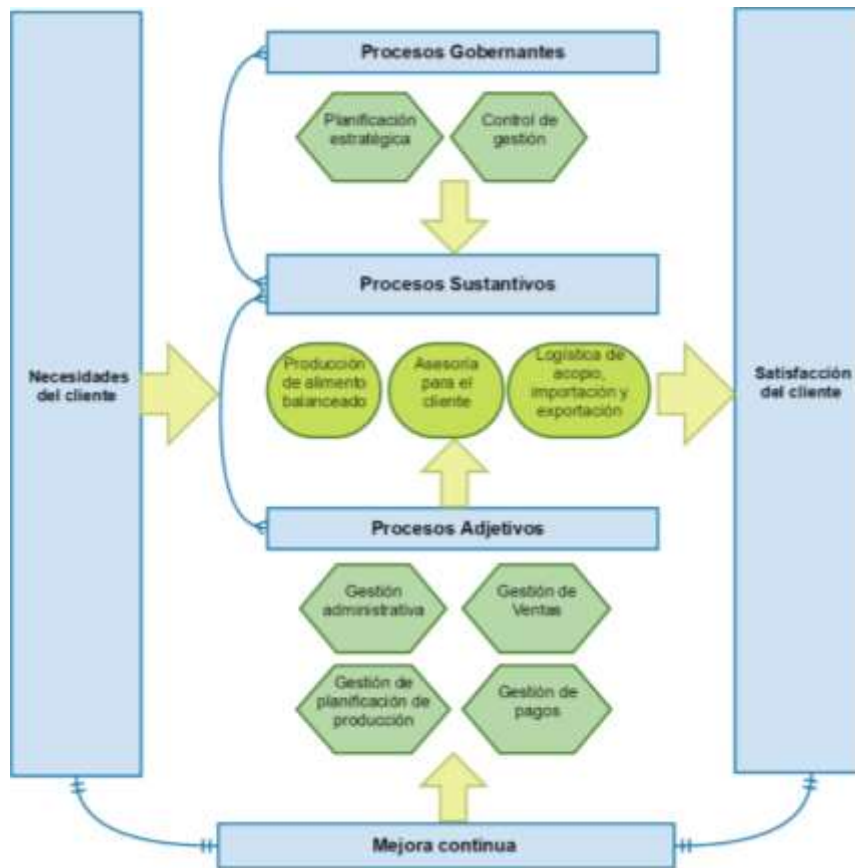 Procesos Gobernantes
Planificación
estratégica
Control de
gestión
Procesos Sustantivos
Necesidades
del cliente
Producción
de alimento
balanceado
Asesoría
para el
cliente
Logística de
acopio,
importación y
exportación
Satisfacción
del cliente
Procesos Adjetivos
Gestión
administrativa
Gestión de
Ventas
Gestión de
planificación de
producción
Gestión de
pagos
Mejora continua